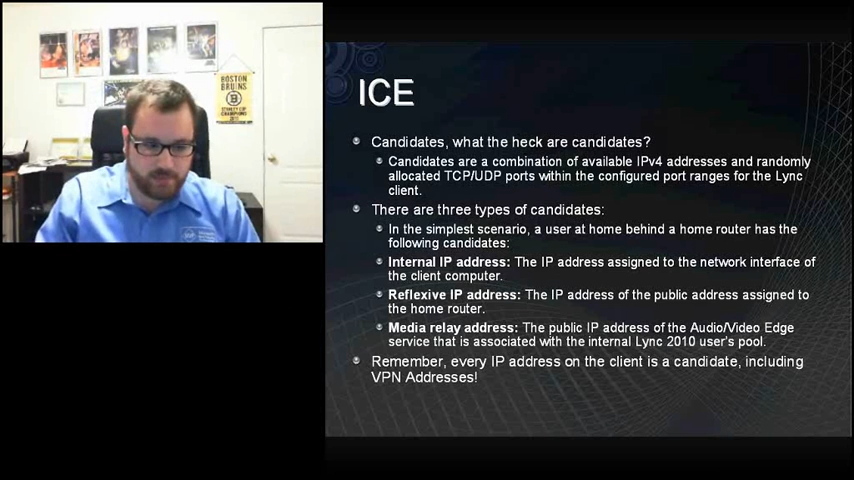 BOSTON
BRUINS
B
STANLEY CUP
CHAMPIONS
ICE
Candidates, what the heck are candidates?
Candidates are a combination of available IPv4 addresses and randomly
allocated TCP/UDP ports within the configured port ranges for the Lync
client.
There are three types of candidates:
In the simplest scenario, a user at home behind a home router has the
following candidates:
Internal IP address: The IP address assigned to the network interface of
the client computer.
Reflexive IP address: The IP address of the public address assigned to
the home router.
Media relay address: The public IP address of the Audio/Video Edge
service that is associated with the internal Lync 2010 user's pool.
Remember, every IP address on the client is a candidate, including
VPN Addresses!